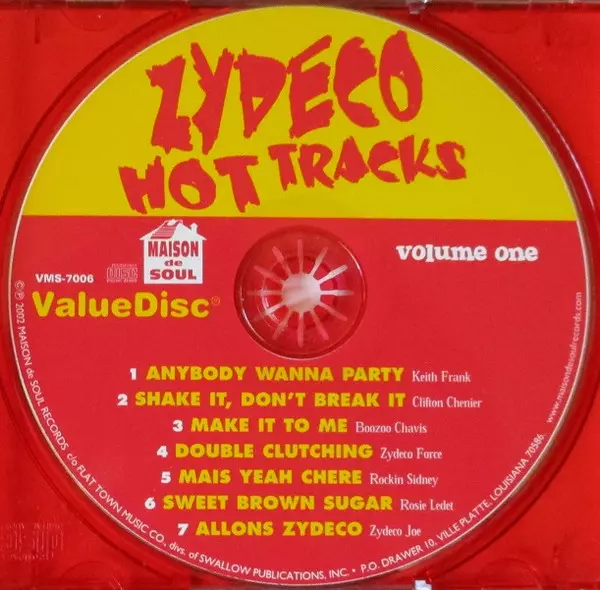 ZYDECO
HOT TRACKS
MAISON
de
SOUL
volume one
VMS-7006
ValueDisc®
1 ANYBODY WANNA PARTY Keith Frank
2 SHAKE IT, DON'T BREAK IT Clifton Chenier
3 MAKE IT TO ME Boozoo Chavis
4 DOUBLE CLUTCHING Zydeco Force
5 MAIS YEAH CHERE Rockin Sidney
6 SWEET BROWN SUGAR Rosie Ledet
7 ALLONS ZYDECO Zydeco Joe
©℗ 2002 MAISON de SOUL RECORDS c/o FLAT TOWN MUSIC CO., divs. of SWALLOW PUBLICATIONS, INC. • P.O. DRAWER 10, VILLE PLATTE, LOUISIANA 70586
www.maisondesoulrecords.com